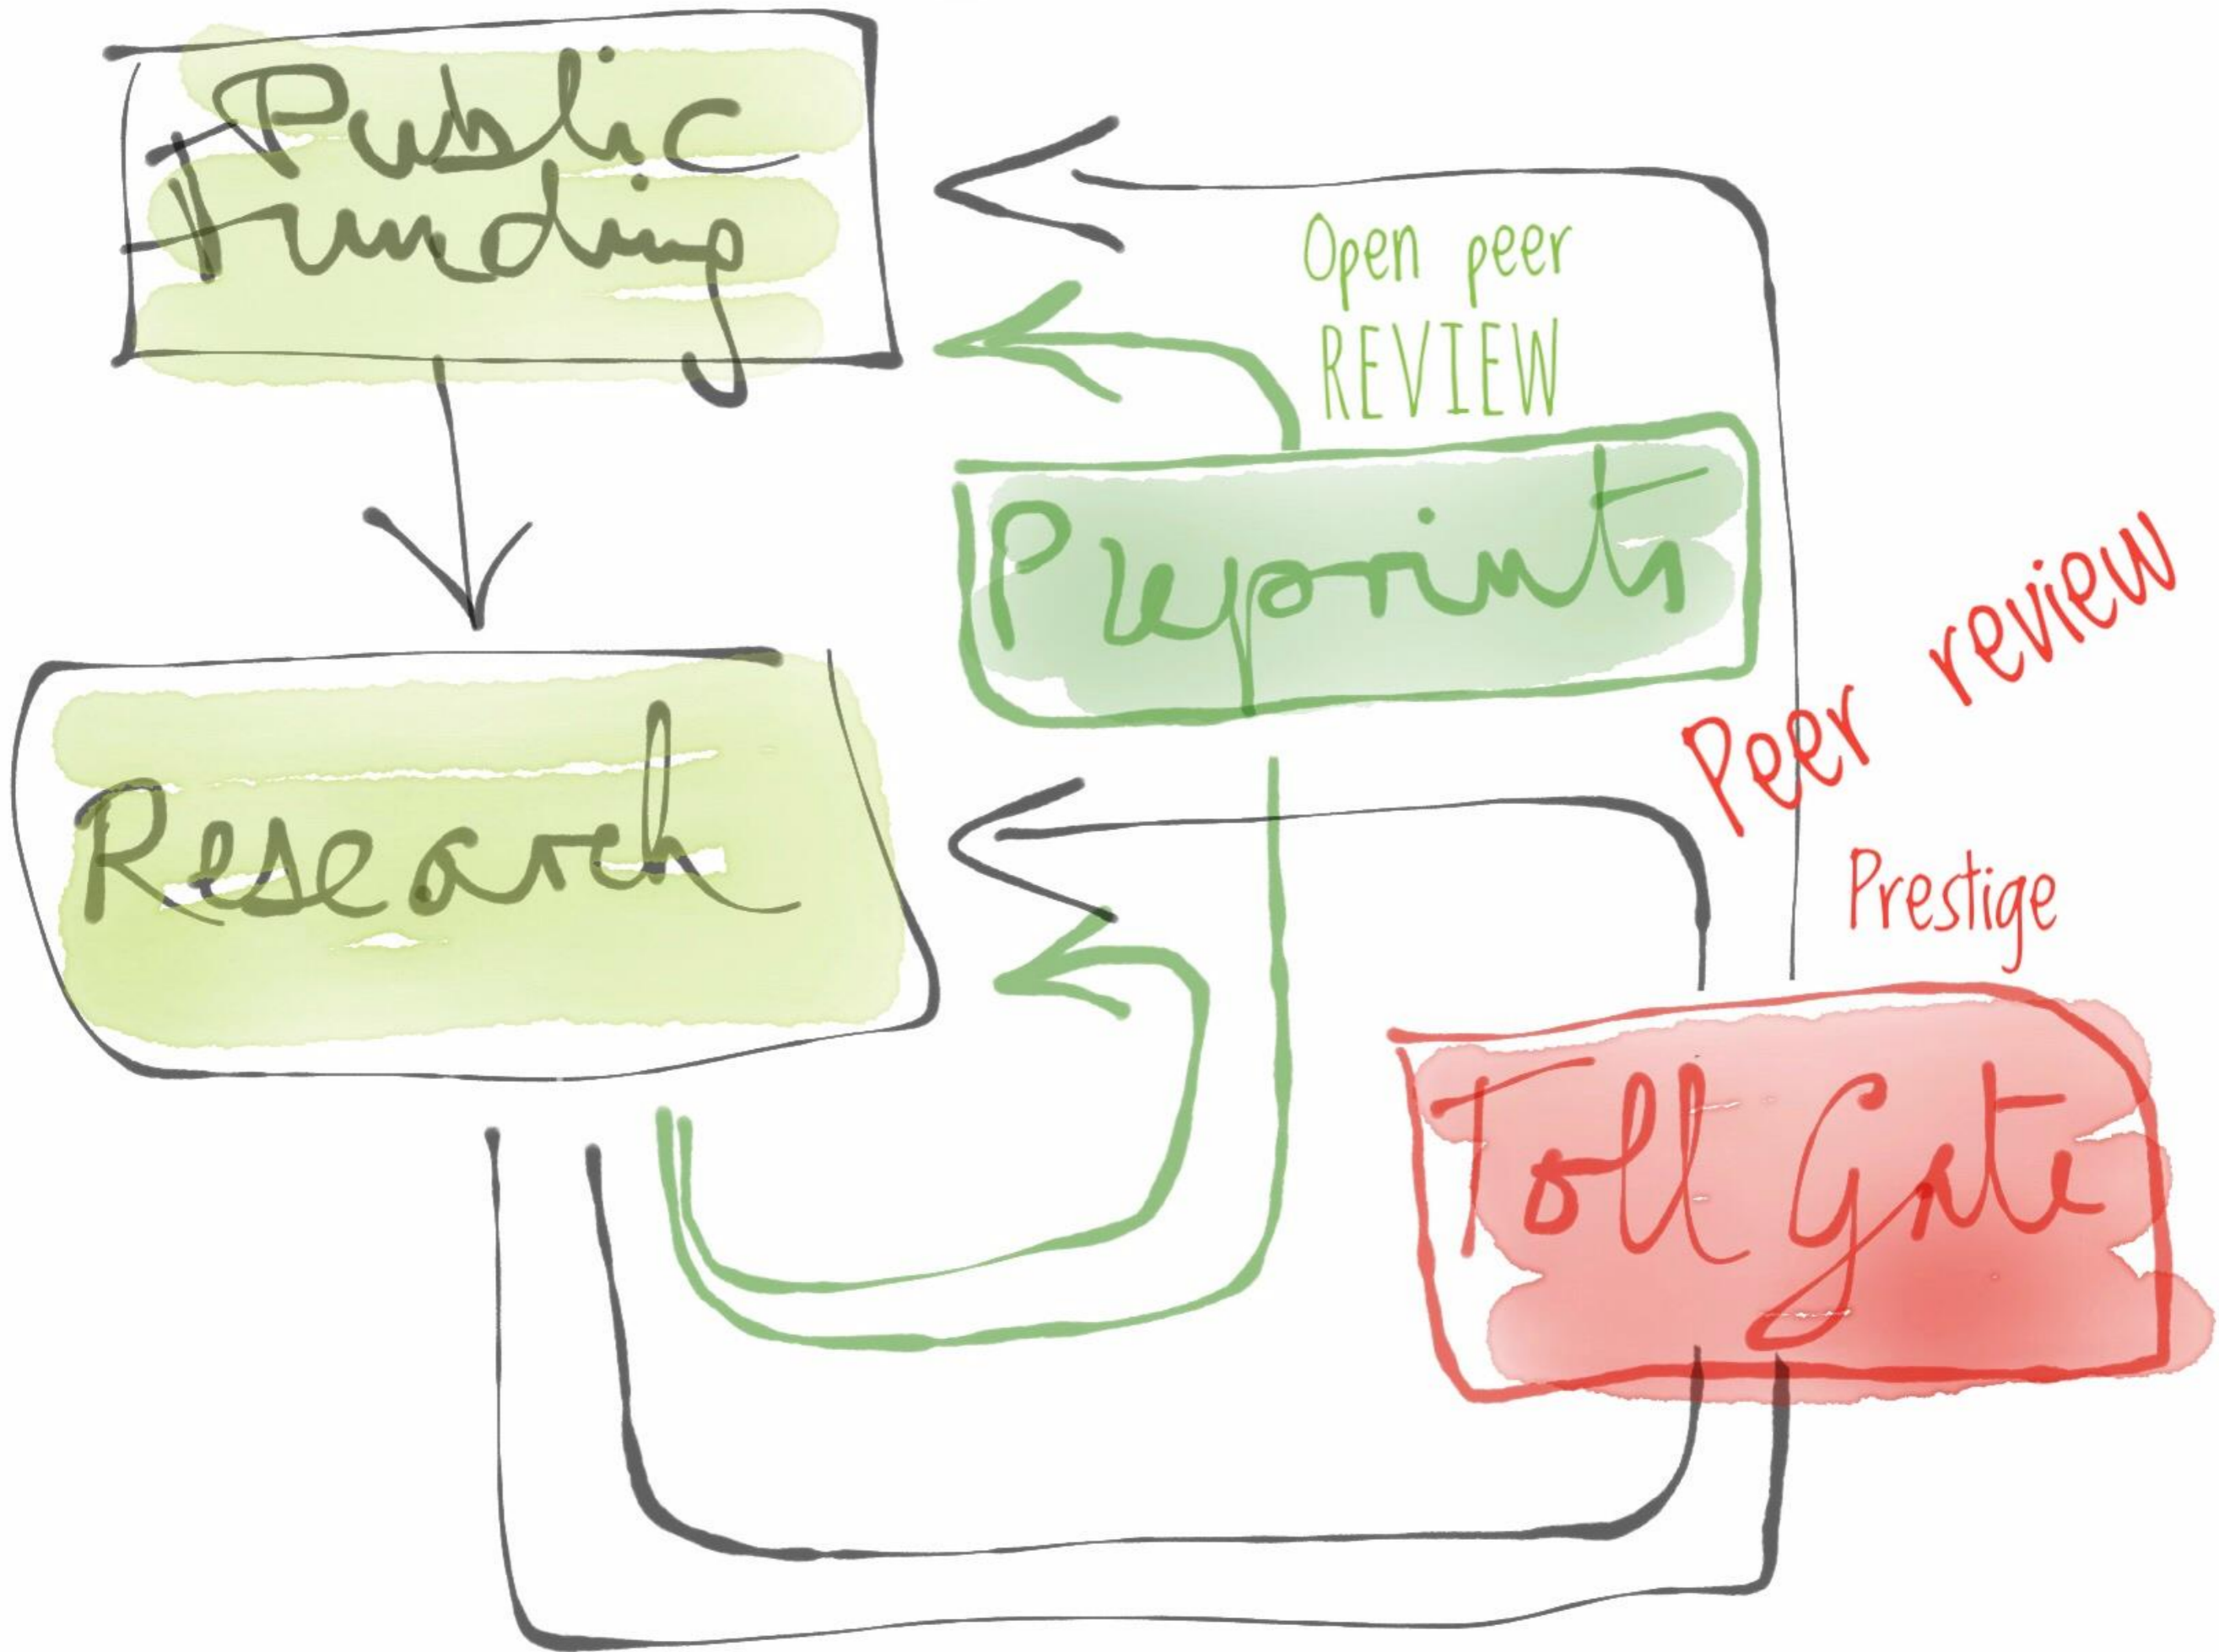 Public
Funding
Open peer
REVIEW
Preprints
Peer review
Research
Prestige
Toll Gate